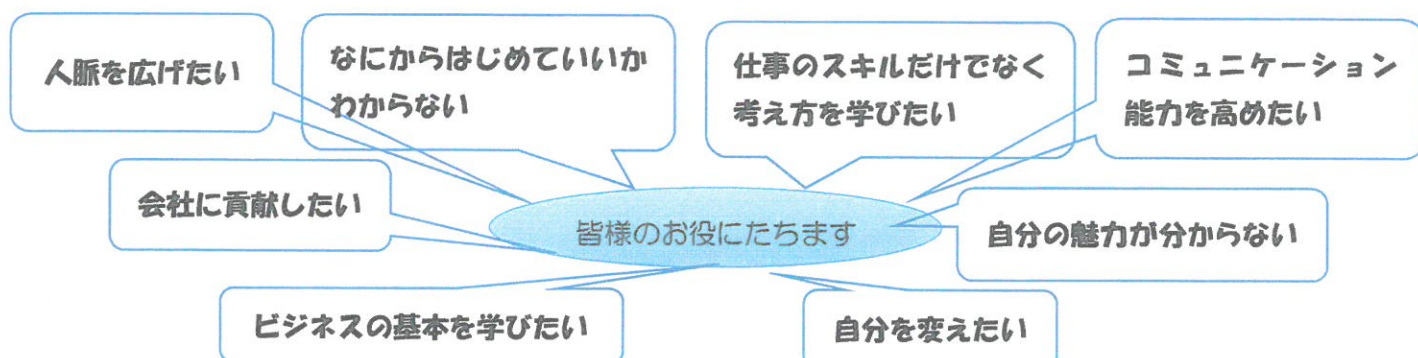 人脈を広げたい
なにからはじめていいか
わからない
仕事のスキルだけでなく
考え方を学びたい
コミュニケーション
能力を高めたい
会社に貢献したい
皆様のお役にたちます
自分の魅力が分からない
ビジネスの基本を学びたい
自分を変えたい